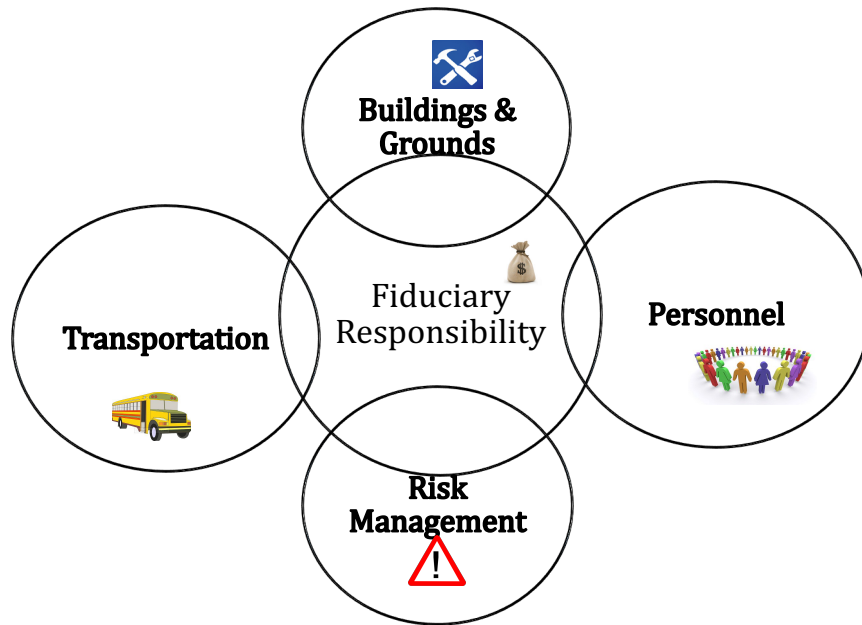 Buildings &
Grounds
Fiduciary
Responsibility
Transportation
Personnel
Risk
Management
!
$